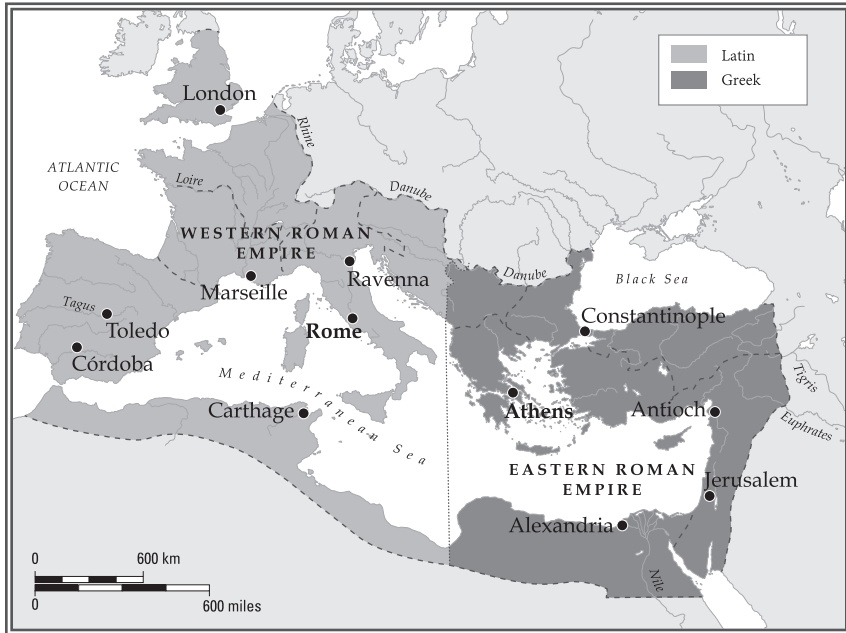 Latin
Greek
London
Rhine
ATLANTIC
OCEAN
Loire
Danube
WESTERN ROMAN
EMPIRE
Ravenna
Marseille
Danube
Black Sea
Tagus
Toledo
Rome
Constantinople
Córdoba
Mediterranean Sea
Tigris
Carthage
Athens
Antioch
Euphrates
EASTERN ROMAN
EMPIRE
Jerusalem
Alexandria
Nile
0 600 km
0 600 miles